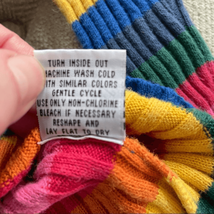 TURN INSIDE OUT
MACHINE WASH COLD
WITH SIMILAR COLORS
GENTLE CYCLE
USE ONLY NON-CHLORINE
BLEACH IF NECESSARY
RESHAPE AND
LAY FLAT TO DRY